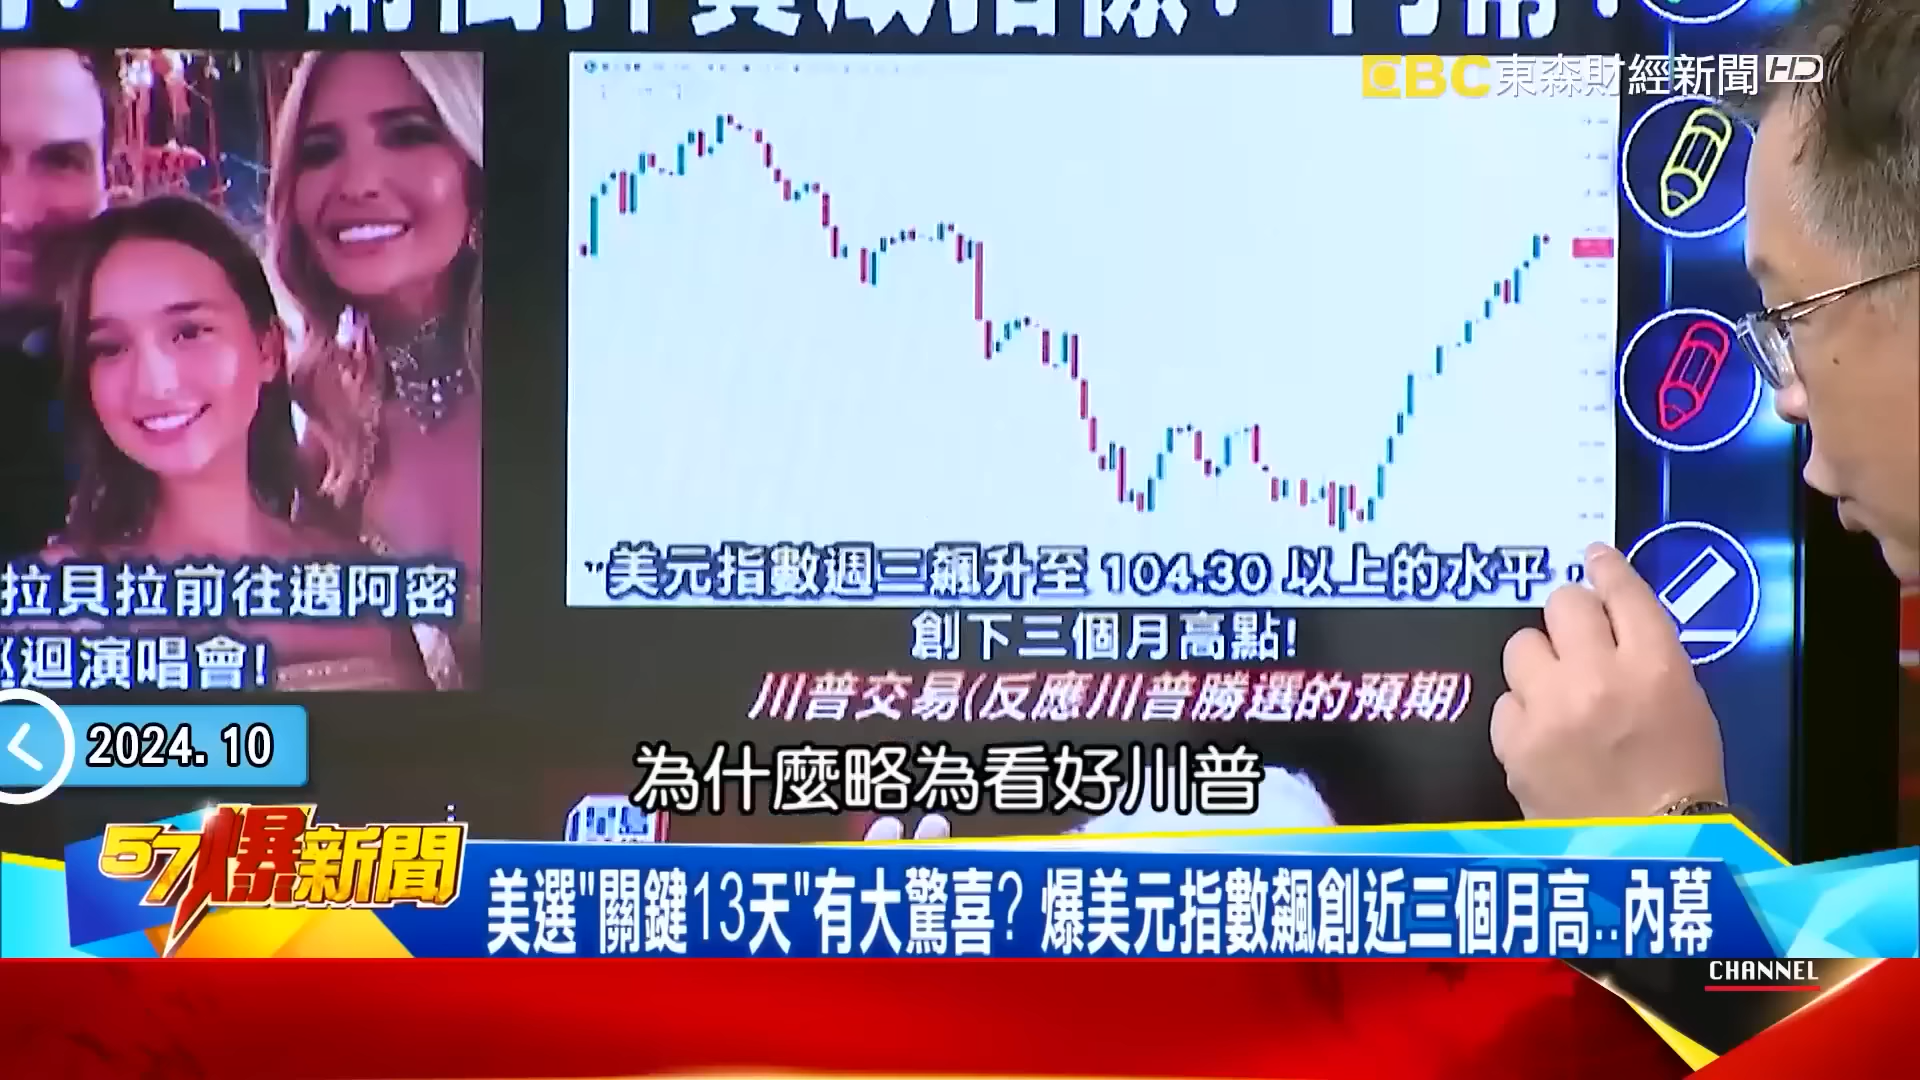 EBC東森財經新聞HD
拉貝拉前往邁阿密
巡迴演唱會!
美元指數週三飆升至 104.30 以上的水平
創下三個月高點!
川普交易(反應川普勝選的預期)
2024.10
為什麼略為看好川普
57爆新聞
美選"關鍵13天"有大驚喜? 爆美元指數飆創近三個月高..內幕
CHANNEL